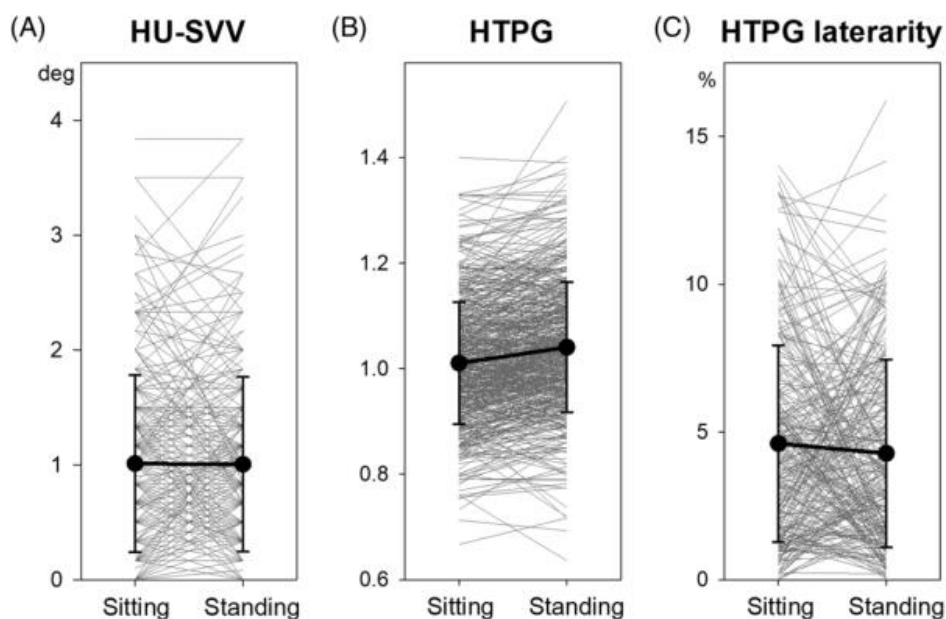 (A) HU-SVV
deg
4
3
2
1
0
Sitting Standing
(B) HTPG
1.4
1.2
1.0
0.8
0.6
Sitting Standing
(C) HTPG laterarity
%
15
10
5
0
Sitting Standing